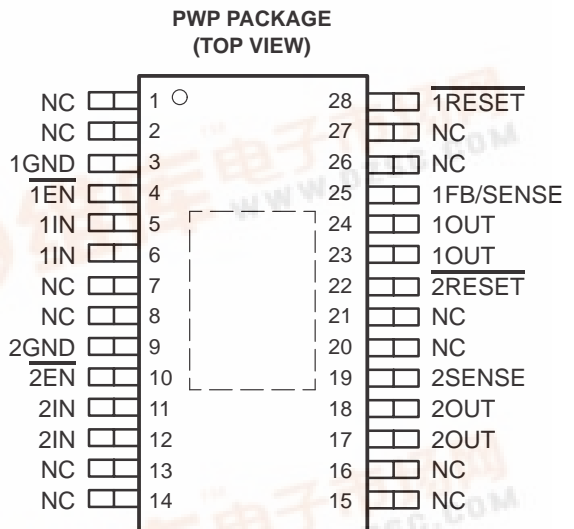 PWP PACKAGE
(TOP VIEW)
NC 1 28 1RESET
NC 2 27 NC
1GND 3 26 NC
1EN 4 25 1FB/SENSE
1IN 5 24 1OUT
1IN 6 23 1OUT
NC 7 22 2RESET
NC 8 21 NC
2GND 9 20 NC
2EN 10 19 2SENSE
2IN 11 18 2OUT
2IN 12 17 2OUT
NC 13 16 NC
NC 14 15 NC